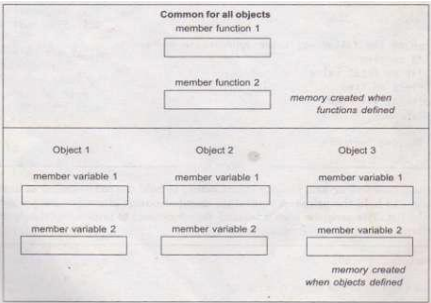 Common for all objects
member function 1
member function 2
memory created when
functions defined
Object 1
Object 2
Object 3
member variable 1
member variable 1
member variable 1
member variable 2
member variable 2
member variable 2
memory created
when objects defined